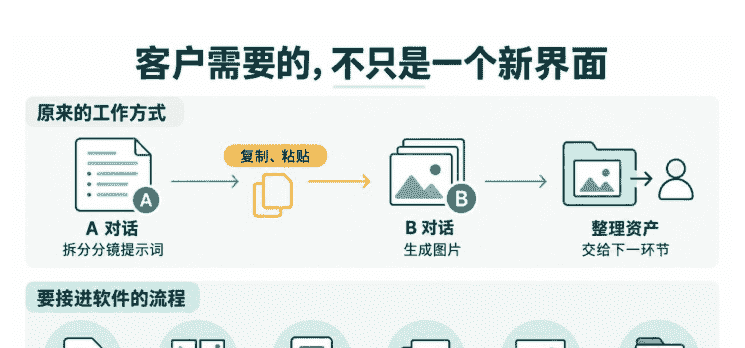 客户需要的，不只是一个新界面
原来的工作方式
复制、粘贴
A
B
A 对话
B 对话
整理资产
拆分分镜提示词
生成图片
交给下一环节
要接进软件的流程